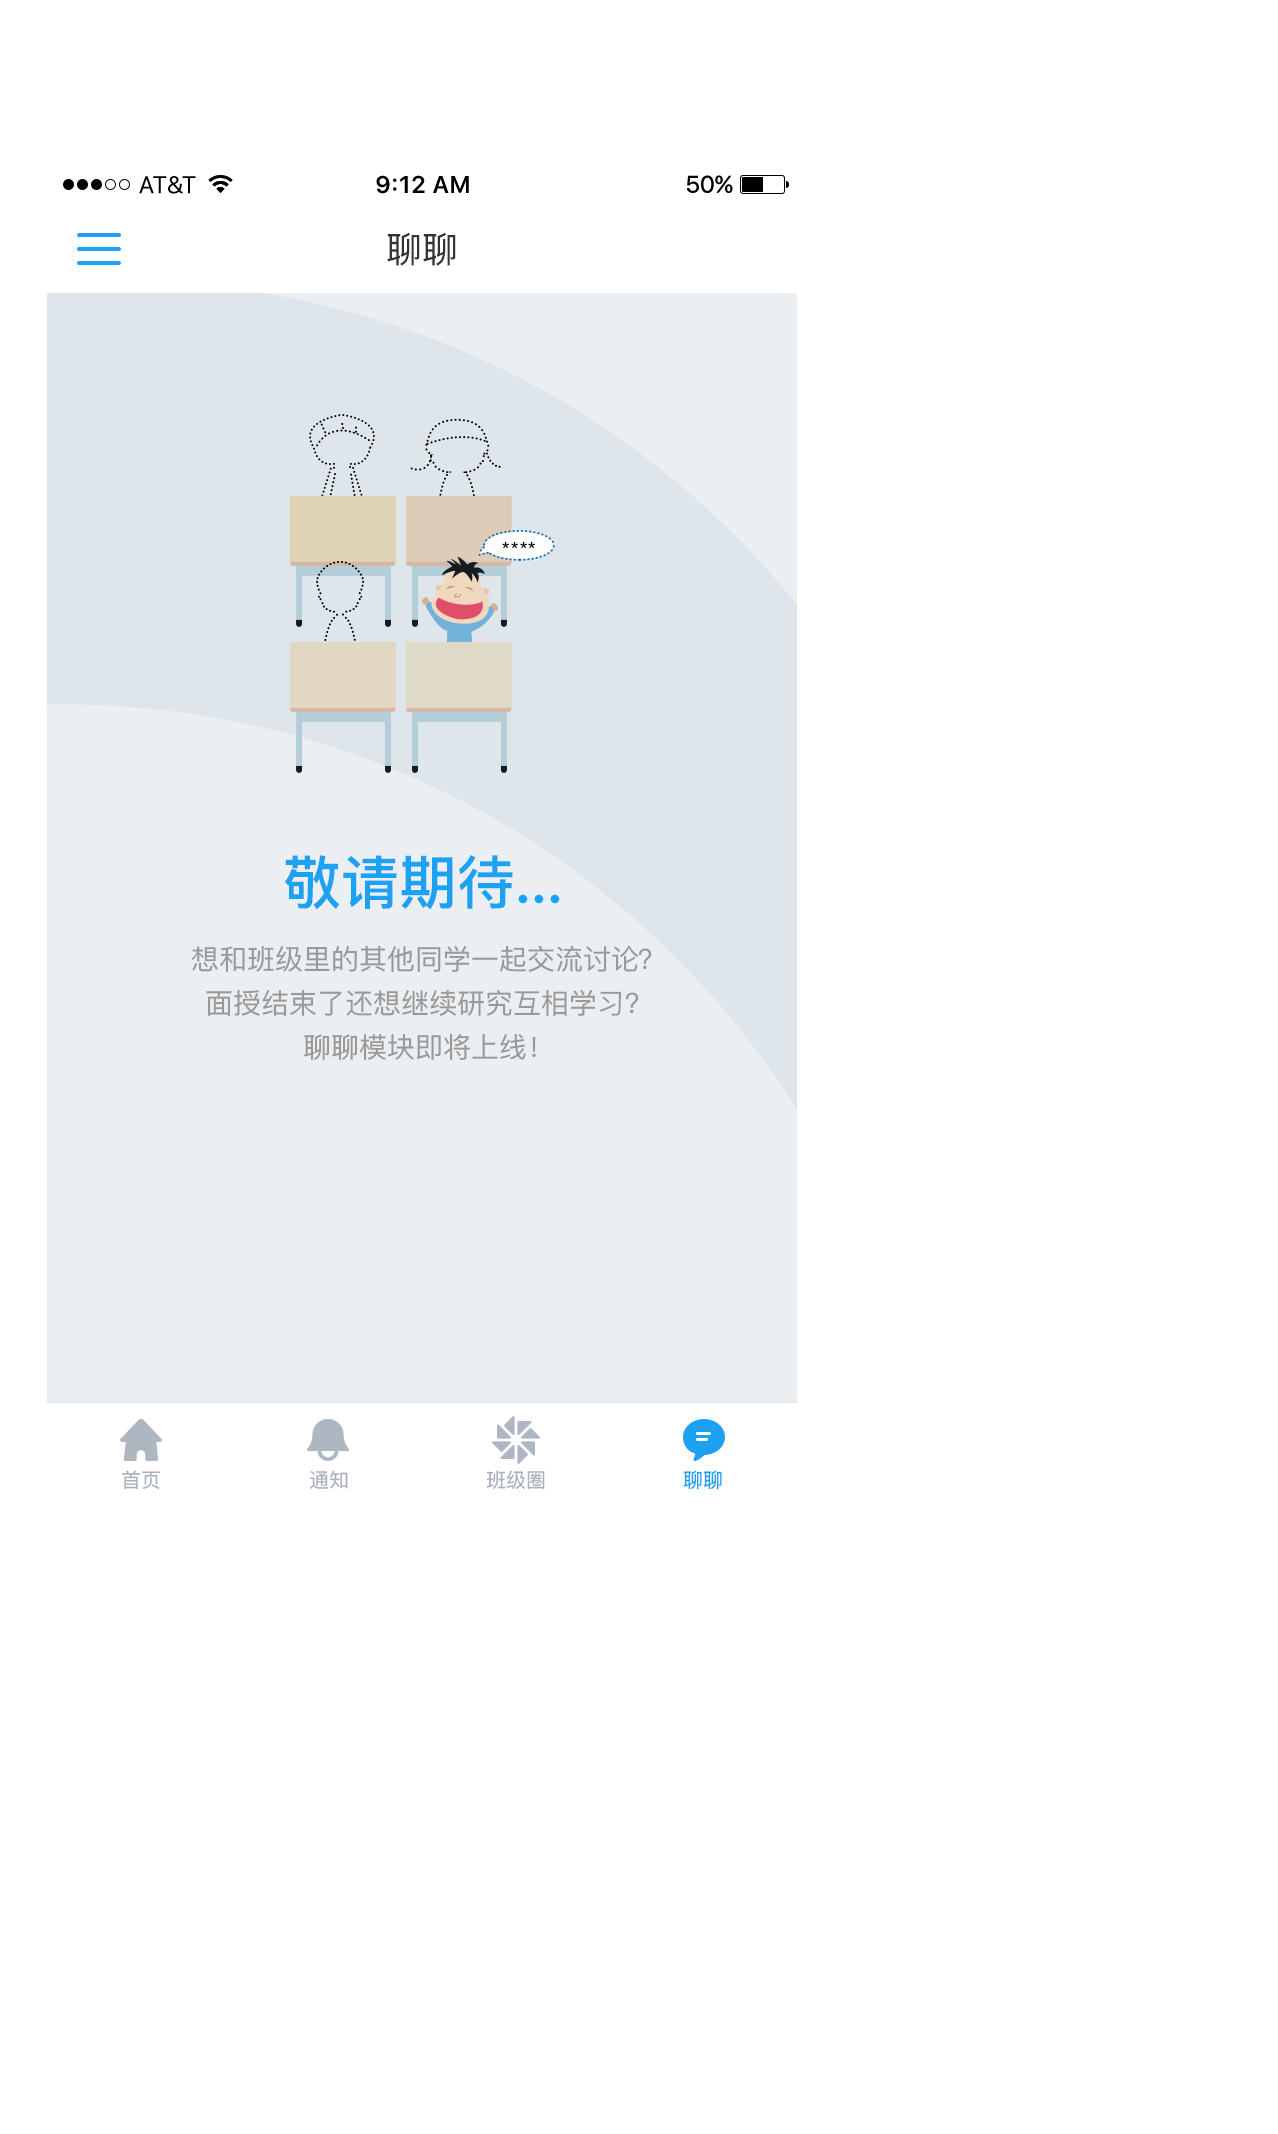 AT&T 9:12 AM 50%
聊聊
****
敬请期待...
想和班级里的其他同学一起交流讨论？
面授结束了还想继续研究互相学习？
聊聊模块即将上线！
首页 通知 班级圈 聊聊